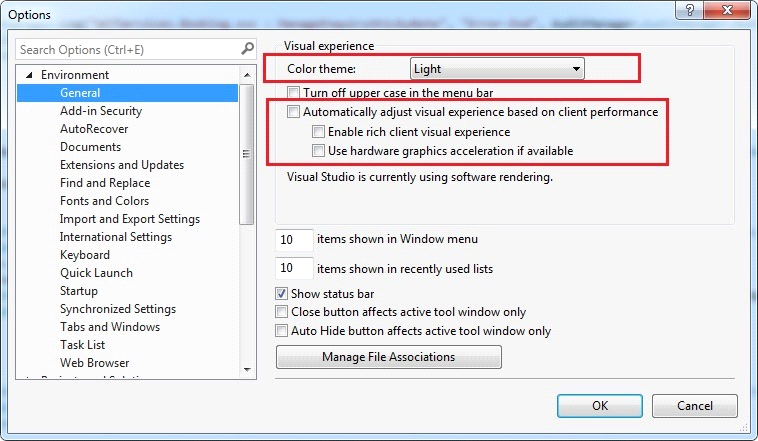 Options
?
Search Options (Ctrl+E)
Environment
General
Add-in Security
AutoRecover
Documents
Extensions and Updates
Find and Replace
Fonts and Colors
Import and Export Settings
International Settings
Keyboard
Quick Launch
Startup
Synchronized Settings
Tabs and Windows
Task List
Web Browser
Visual experience
Color theme: Light
Turn off upper case in the menu bar
Automatically adjust visual experience based on client performance
Enable rich client visual experience
Use hardware graphics acceleration if available
Visual Studio is currently using software rendering.
10 items shown in Window menu
10 items shown in recently used lists
Show status bar
Close button affects active tool window only
Auto Hide button affects active tool window only
Manage File Associations
OK
Cancel